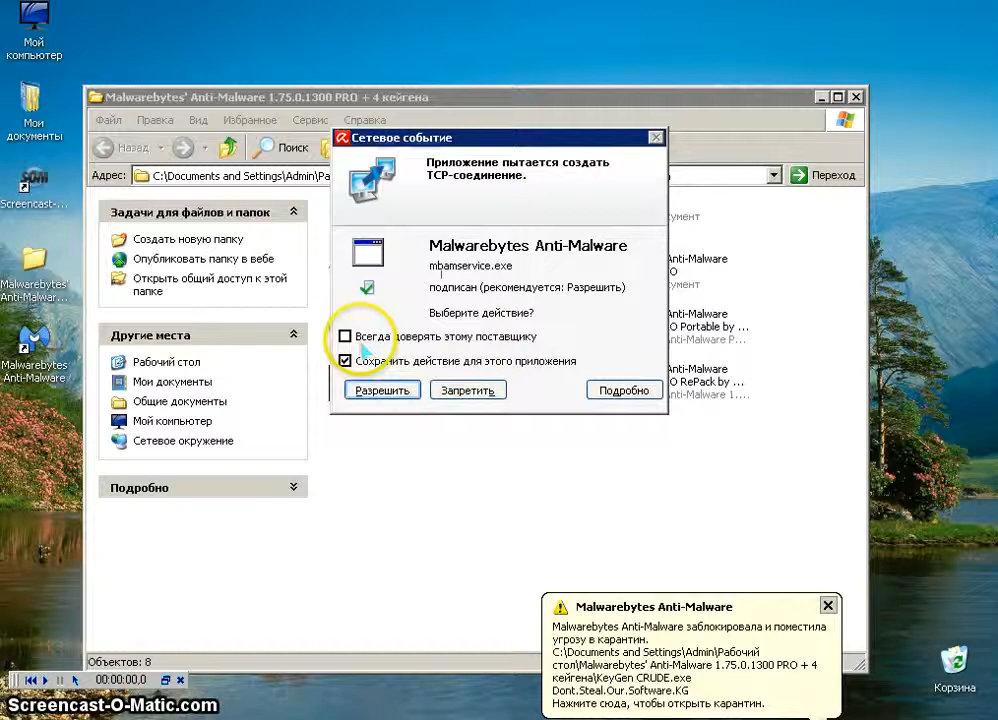 Мой
компьютер
Мои
документы
Screencast-...
Malwarebytes'
Anti-Malwar...
Malwarebytes
Anti-Malware
Malwarebytes' Anti-Malware 1.75.0.1300 PRO + 4 кейгена
Файл Правка Вид Избранное Сервис Справка
Назад Поиск
Адрес: C:\Documents and Settings\Admin\Ра Переход
Задачи для файлов и папок
Создать новую папку
Опубликовать папку в вебе
Открыть общий доступ к этой
папке
Другие места
Рабочий стол
Мои документы
Общие документы
Мой компьютер
Сетевое окружение
Подробно
Сетевое событие
Приложение пытается создать
TCP-соединение.
Malwarebytes Anti-Malware
mbamservice.exe
подписан (рекомендуется: Разрешить)
Выберите действие?
Всегда доверять этому поставщику
Сохранить действие для этого приложения
Разрешить Запретить Подробно
умент
nti-Malware
O
умент
nti-Malware
O Portable by ...
nti-Malware
O RePack by ...
nti-Malware 1....
Объектов: 8
00:00:00,0
Malwarebytes Anti-Malware
Malwarebytes Anti-Malware заблокировала и поместила
угрозу в карантин.
C:\Documents and Settings\Admin\Рабочий
стол\Malwarebytes' Anti-Malware 1.75.0.1300 PRO + 4
кейгена\KeyGen CRUDE.exe
Dont.Steal.Our.Software.KG
Нажмите сюда, чтобы открыть карантин.
Корзина
Screencast-O-Matic.com